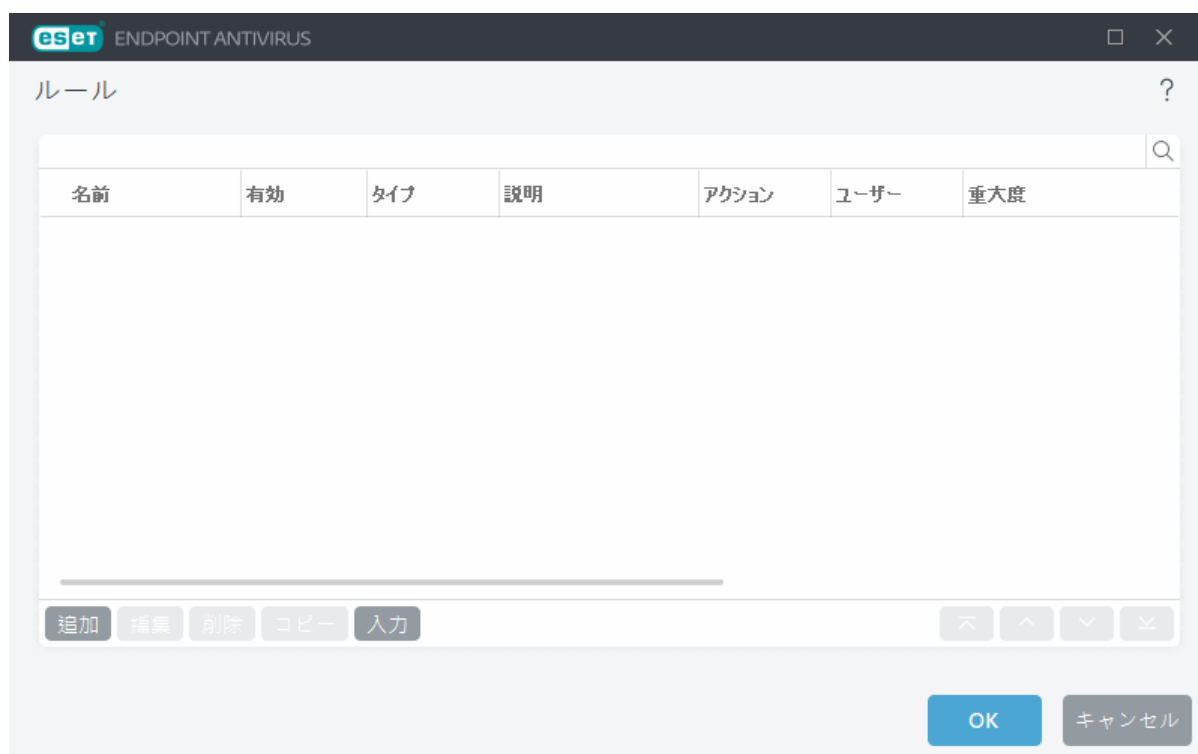 eset ENDPOINT ANTIVIRUS
ルール ?
名前 有効 タイプ 説明 アクション ユーザー 重大度
追加 編集 削除 コピー 入力
OK キャンセル